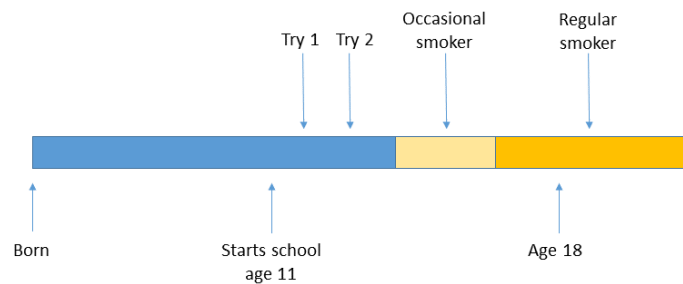 Try 1
Try 2
Occasional
smoker
Regular
smoker
Born
Starts school
age 11
Age 18